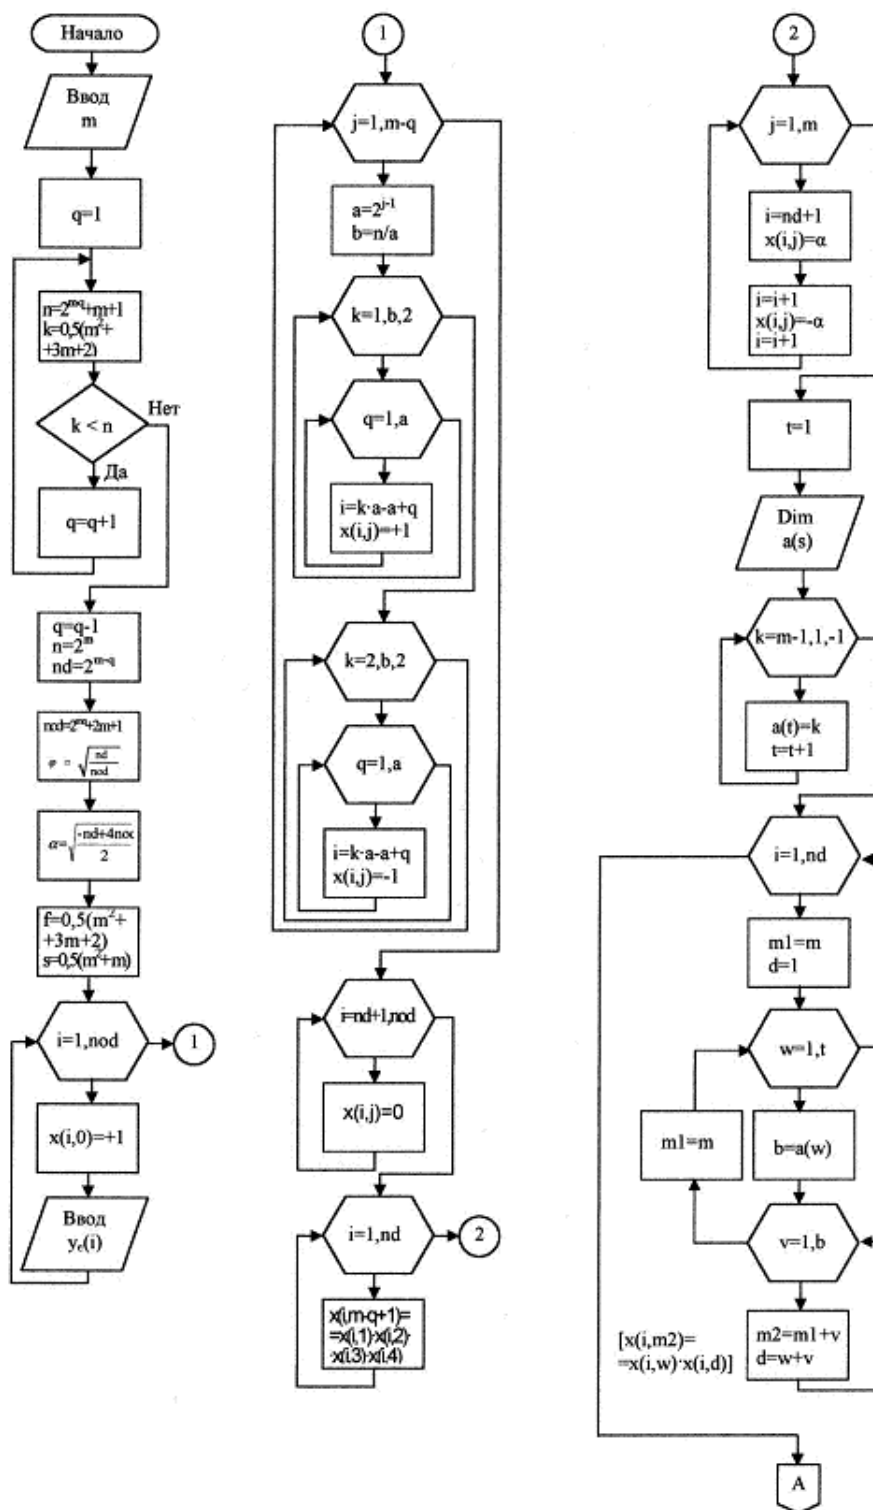 Начало
Ввод
m
q=1
n=2^m-q+m+1
k=0,5(m²+
+3m+2)
k < n
Нет
Да
q=q+1
q=q-1
n=2^m
nd=2^m-q
nod=2^mq+2m+1
φ = √nd/nod
α=√-nd+4nod/2
f=0,5(m²+
+3m+2)
s=0,5(m²+m)
i=1,nod
1
x(i,0)=+1
Ввод
yₑ(i)
1
j=1,m-q
a=2^j-1
b=n/a
k=1,b,2
q=1,a
i=k·a-a+q
x(i,j)=+1
k=2,b,2
q=1,a
i=k·a-a+q
x(i,j)=-1
i=nd+1,nod
x(i,j)=0
i=1,nd
2
x(i,m-q+1)=
=x(i,1)·x(i,2)·
·x(i,3)·x(i,4)
2
j=1,m
i=nd+1
x(i,j)=α
i=i+1
x(i,j)=-α
i=i+1
t=1
Dim
a(s)
k=m-1,1,-1
a(t)=k
t=t+1
i=1,nd
m1=m
d=1
w=1,t
m1=m
b=a(w)
v=1,b
m2=m1+v
d=w+v
[x(i,m2)=
=x(i,w)·x(i,d)]
A